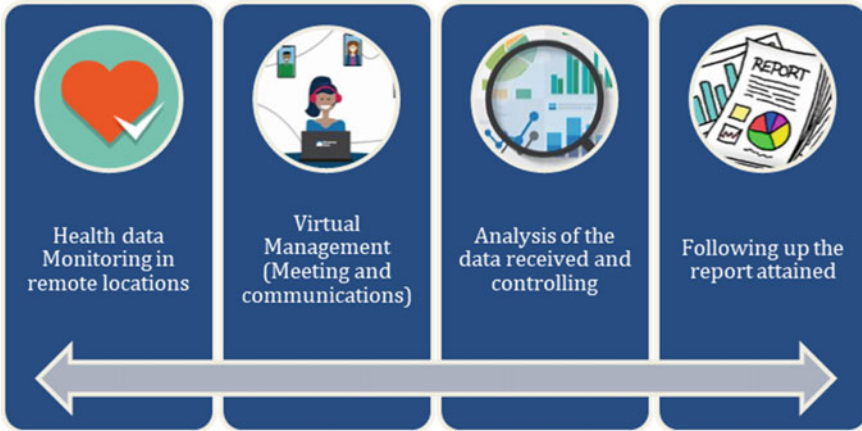 Health data
Monitoring in
remote locations
Virtual
Management
(Meeting and
communications)
Analysis of the
data received and
controlling
REPORT
Following up the
report attained